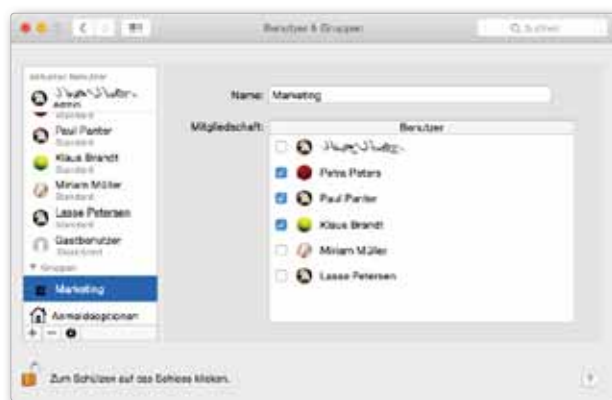 Benutzer & Gruppen
Suchen
Aktueller Benutzer
Admin
Paul Panter
Standard
Klaus Brandt
Standard
Miriam Müller
Standard
Lasse Petersen
Standard
Gastbenutzer
Gruppen
Marketing
Anmeldeoptionen
Name: Marketing
Mitgliedschaft: Benutzer
Petra Peters
Paul Panter
Klaus Brandt
Miriam Müller
Lasse Petersen
Zum Schützen auf das Schloss klicken.
?